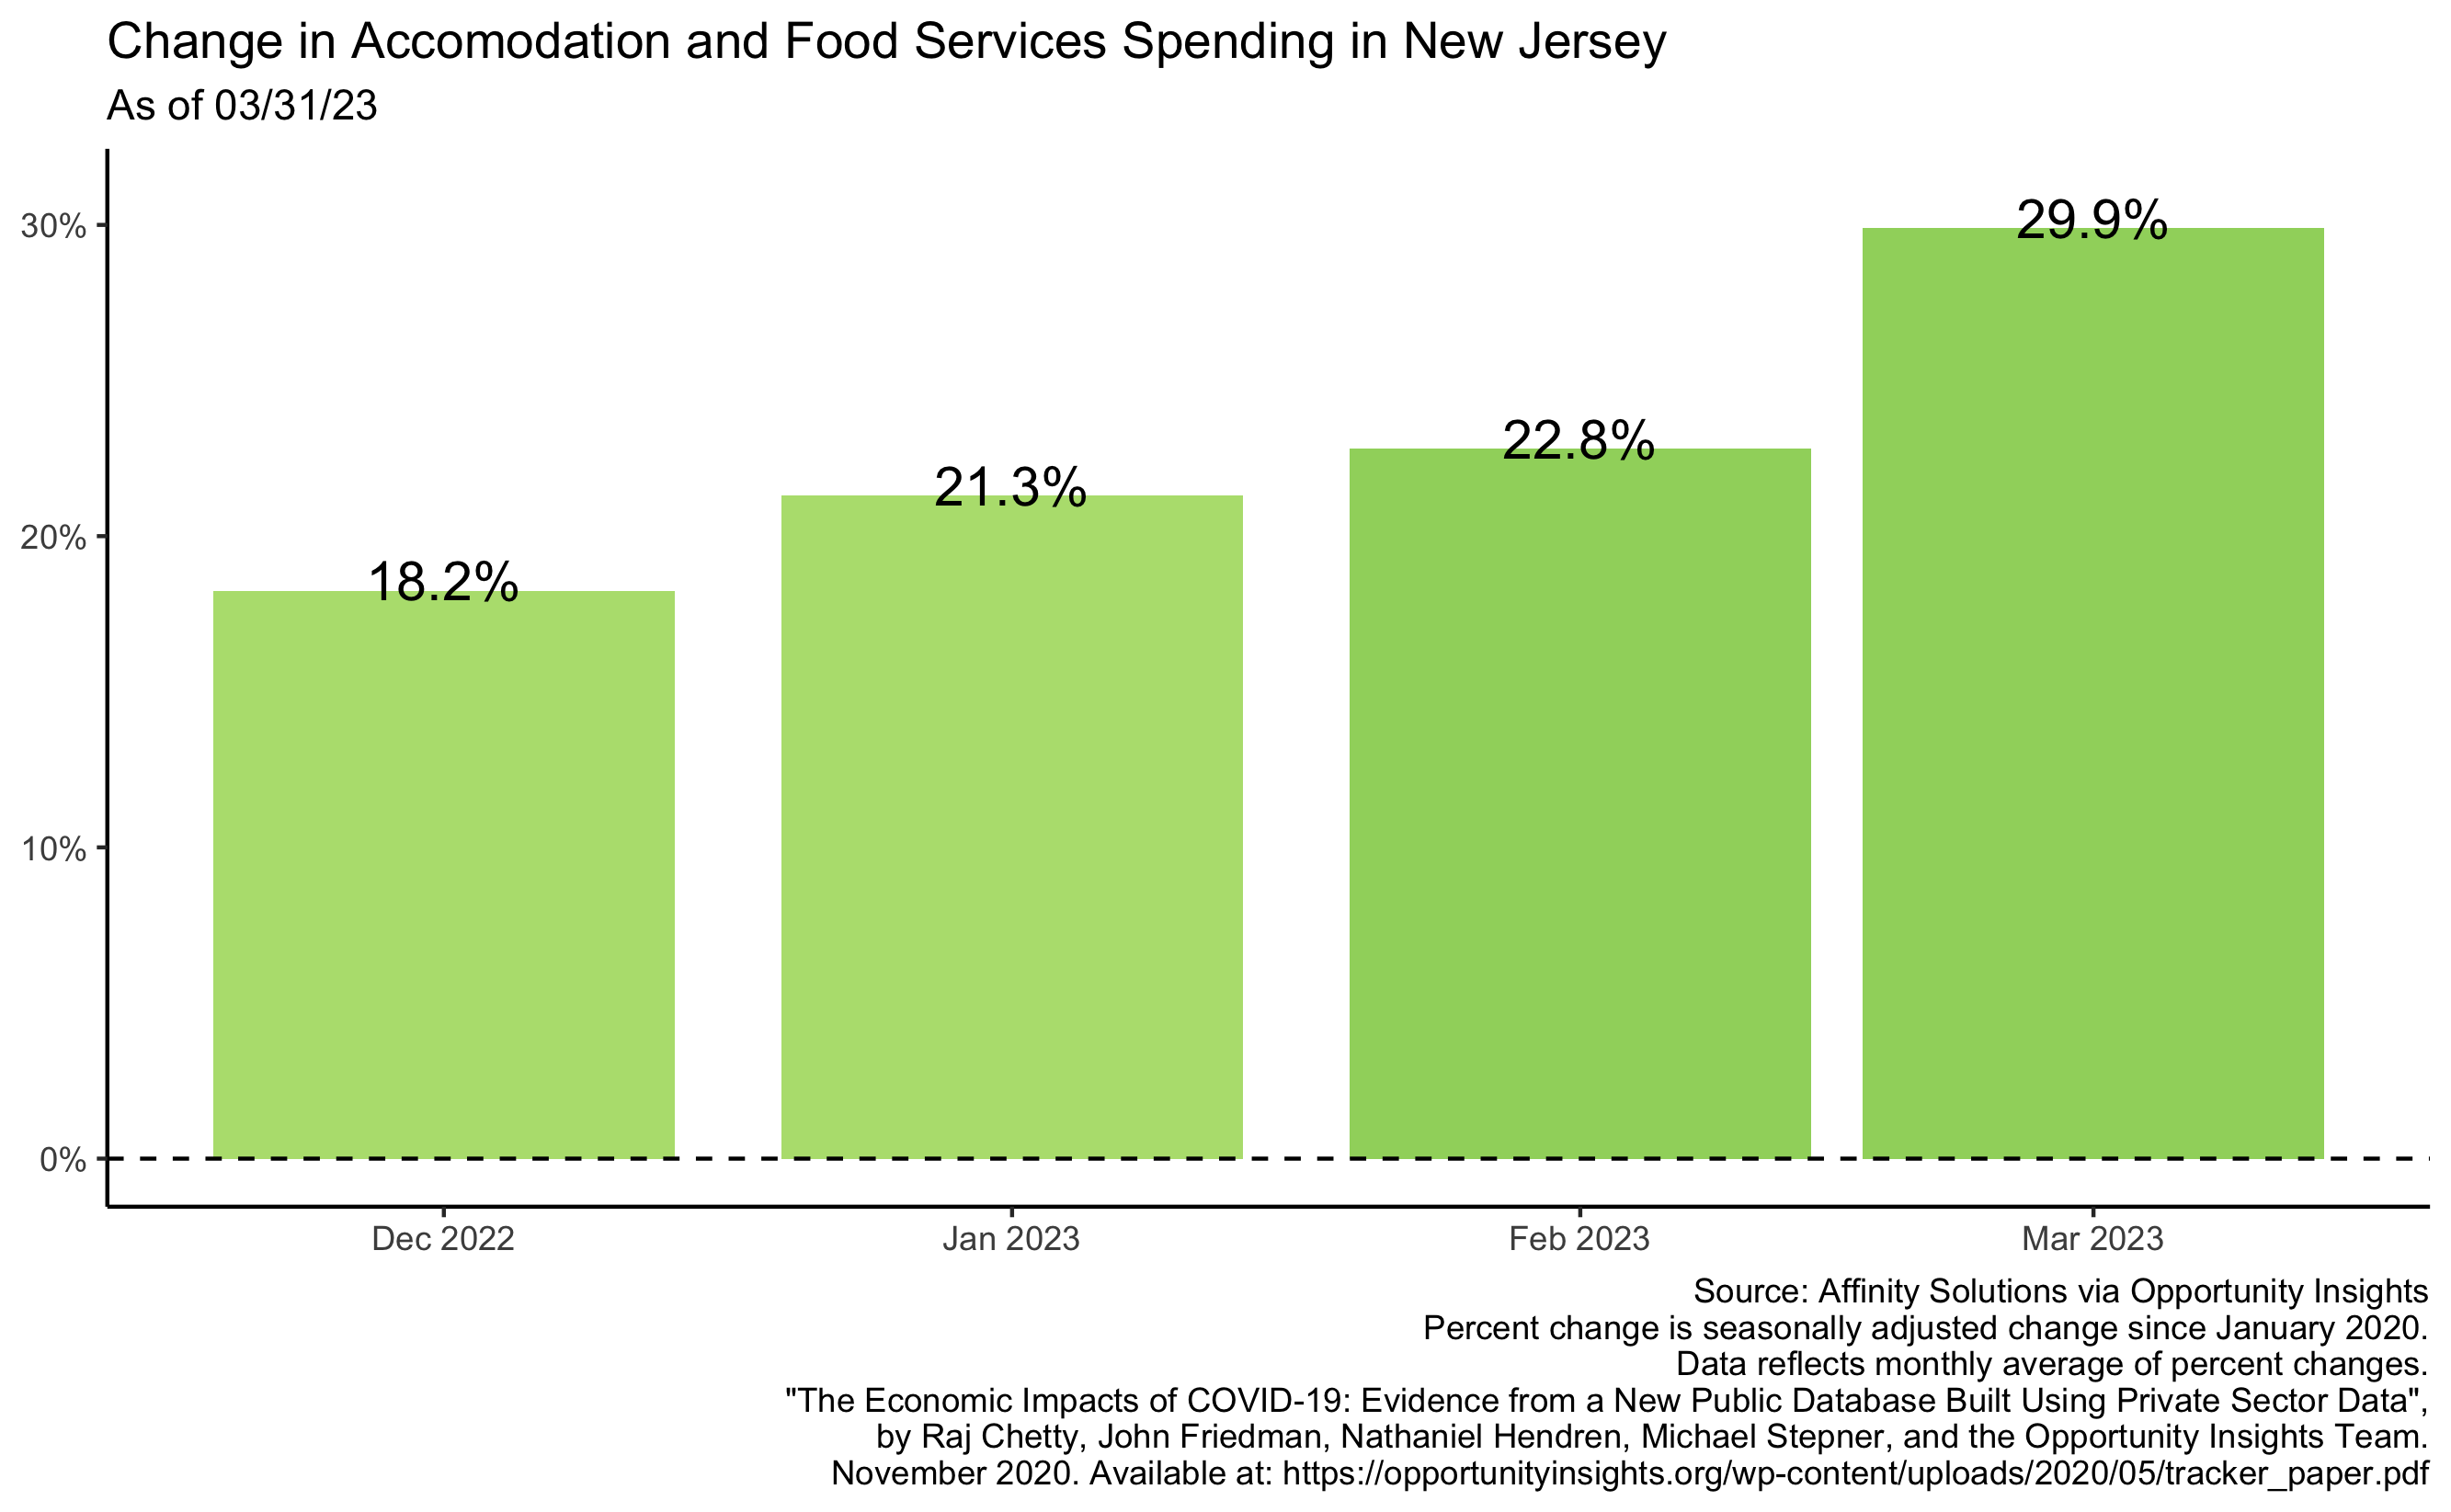 Change in Accomodation and Food Services Spending in New Jersey
As of 03/31/23
30%
20%
10%
0%
18.2%
21.3%
22.8%
29.9%
Dec 2022
Jan 2023
Feb 2023
Mar 2023
Source: Affinity Solutions via Opportunity Insights
Percent change is seasonally adjusted change since January 2020.
Data reflects monthly average of percent changes.
"The Economic Impacts of COVID-19: Evidence from a New Public Database Built Using Private Sector Data",
by Raj Chetty, John Friedman, Nathaniel Hendren, Michael Stepner, and the Opportunity Insights Team.
November 2020. Available at: https://opportunityinsights.org/wp-content/uploads/2020/05/tracker_paper.pdf